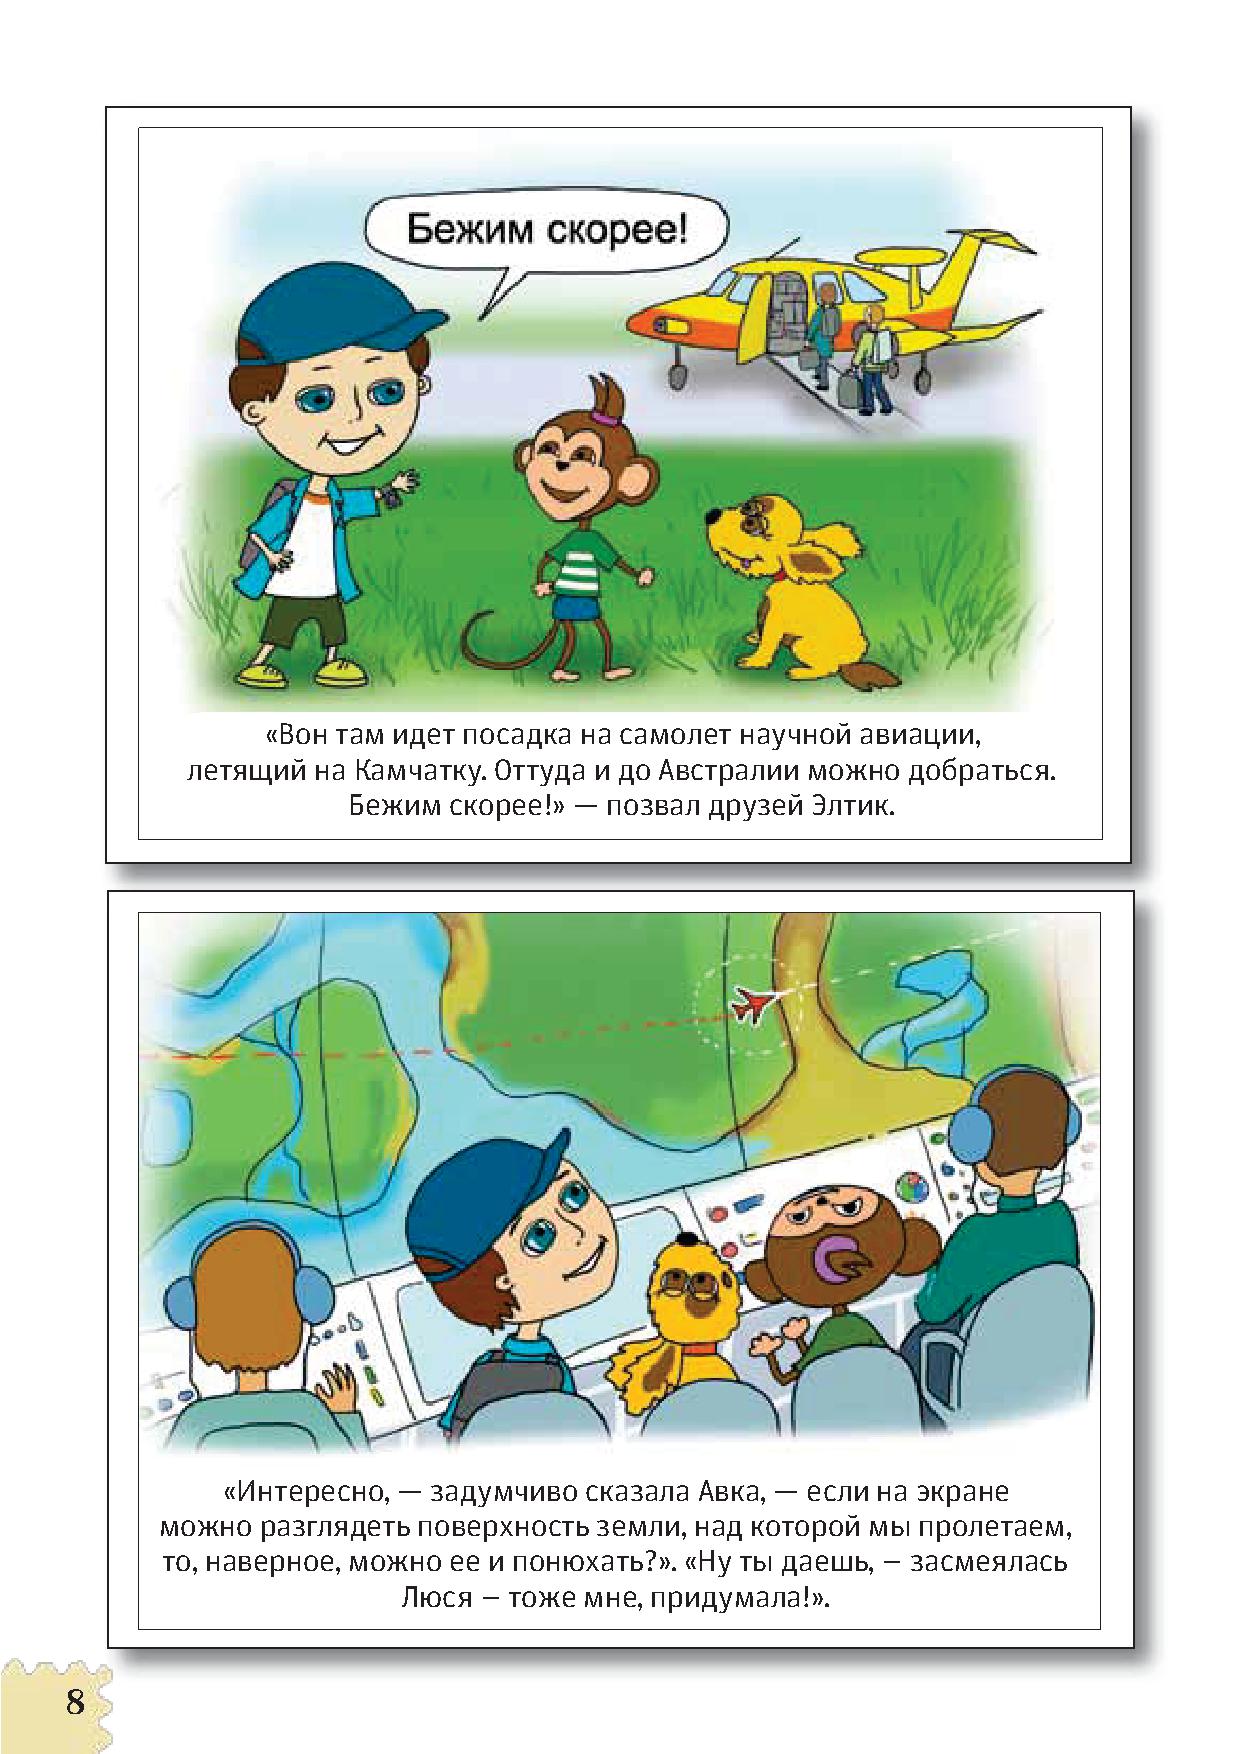 Бежим скорее!
«Вон там идет посадка на самолет научной авиации,
летящий на Камчатку. Оттуда и до Австралии можно добраться.
Бежим скорее!» — позвал друзей Элтик.
«Интересно, — задумчиво сказала Авка, — если на экране
можно разглядеть поверхность земли, над которой мы пролетаем,
то, наверное, можно ее и понюхать?». «Ну ты даешь, – засмеялась
Люся – тоже мне, придумала!».
8